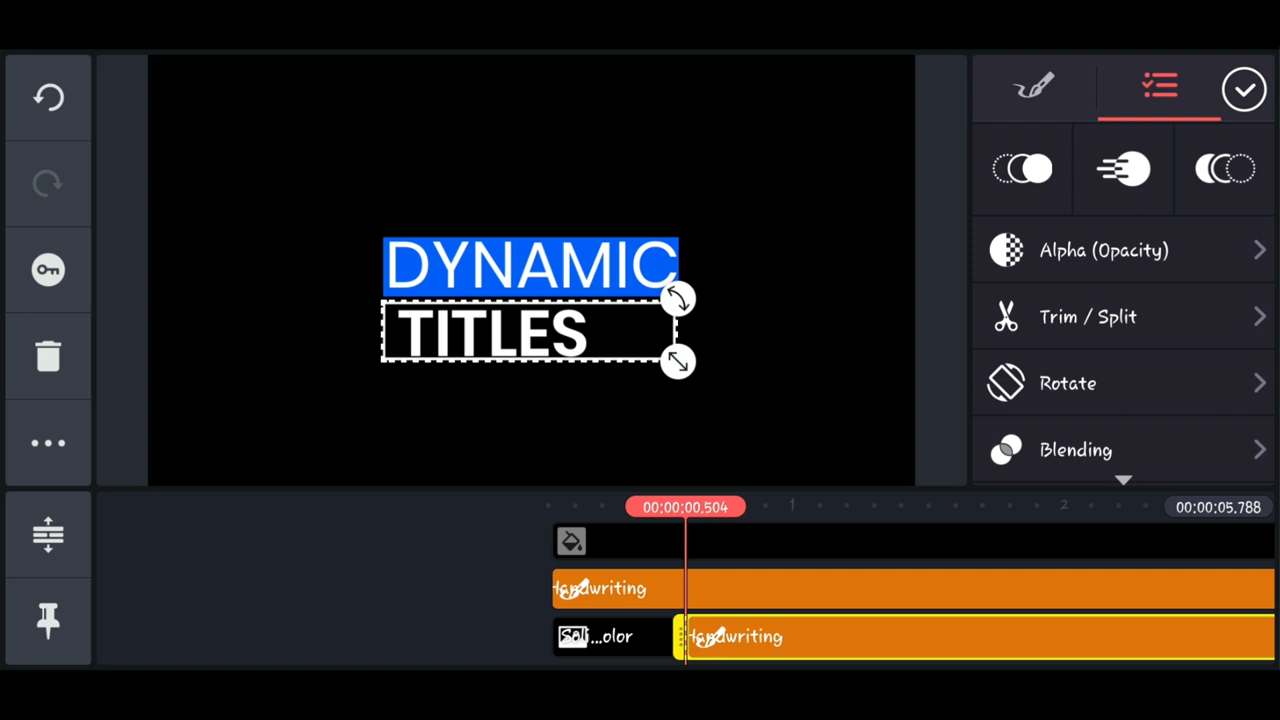 DYNAMIC
TITLES
Alpha (Opacity)
Trim / Split
Rotate
Blending
00:00:00.504
1
2
00:00:05.788
Handwriting
Soli...olor
Handwriting